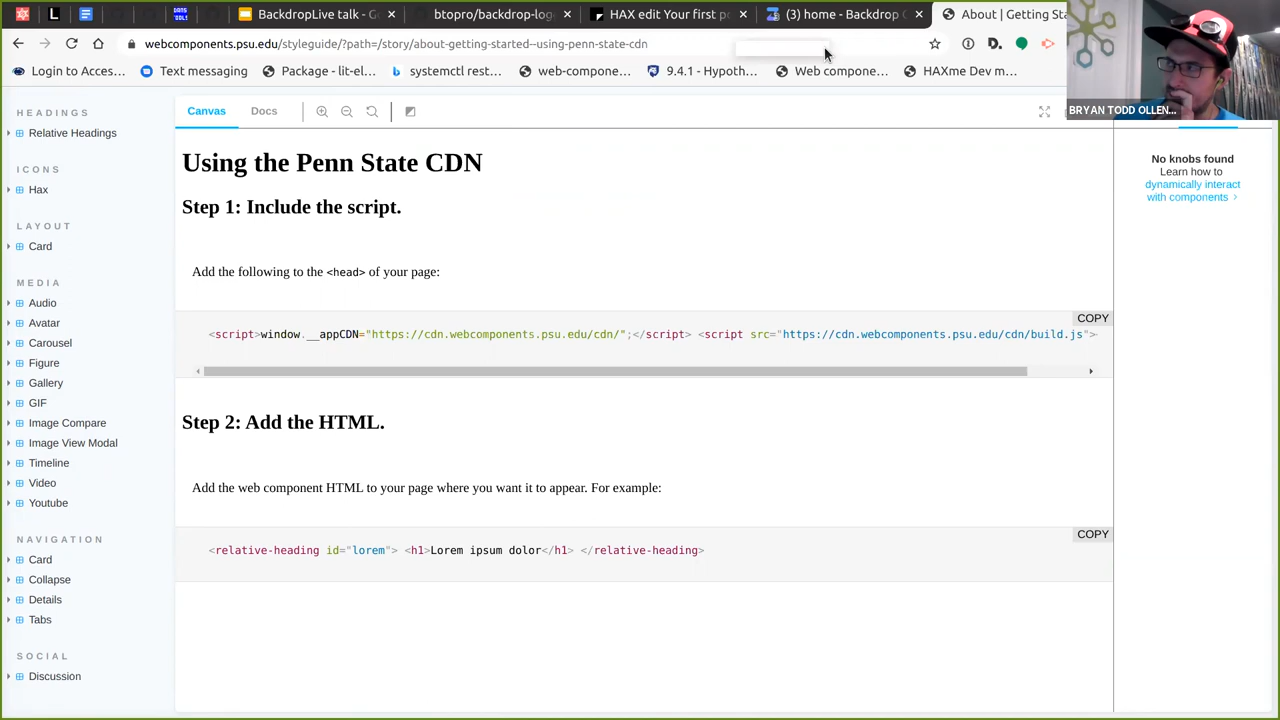 BackdropLive talk - G
btopro/backdrop-log
HAX edit Your first p
(3) home - Backdrop C
About | Getting Sta
webcomponents.psu.edu/styleguide/?path=/story/about-getting-started--using-penn-state-cdn
Login to Acces...
Text messaging
Package - lit-el...
systemctl rest...
web-compone...
9.4.1 - Hypoth...
Web compone...
HAXme Dev m...
BRYAN TODD OLLEN...
HEADINGS
Relative Headings
ICONS
Hax
LAYOUT
Card
MEDIA
Audio
Avatar
Carousel
Figure
Gallery
GIF
Image Compare
Image View Modal
Timeline
Video
Youtube
NAVIGATION
Card
Collapse
Details
Tabs
SOCIAL
Discussion
Canvas
Docs
Using the Penn State CDN
Step 1: Include the script.
Add the following to the <head> of your page:
COPY
<script>window.__appCDN="https://cdn.webcomponents.psu.edu/cdn/";</script> <script src="https://cdn.webcomponents.psu.edu/cdn/build.js">
Step 2: Add the HTML.
Add the web component HTML to your page where you want it to appear. For example:
COPY
<relative-heading id="lorem"> <h1>Lorem ipsum dolor</h1> </relative-heading>
No knobs found
Learn how to
dynamically interact
with components